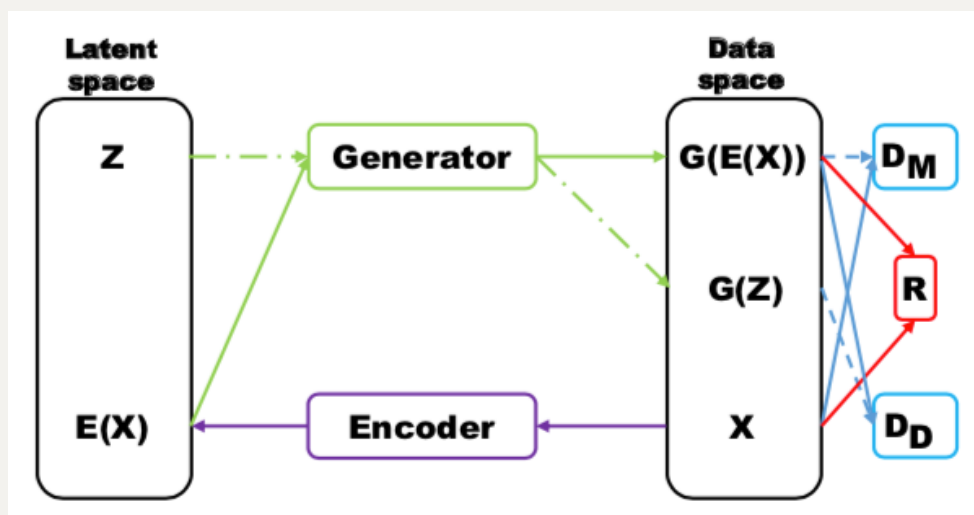 Latent
space
Data
space
Z
Generator
G(E(X))
DM
G(Z)
R
E(X)
Encoder
X
DD